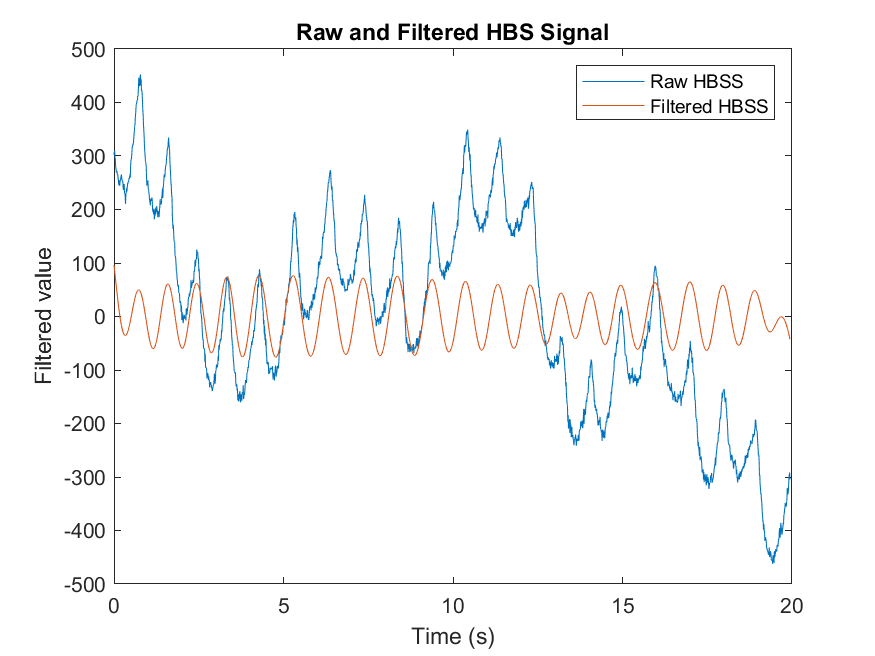 Raw and Filtered HBS Signal
Raw HBSS
Filtered HBSS
500
400
300
200
100
0
-100
-200
-300
-400
-500
Filtered value
0 5 10 15 20
Time (s)